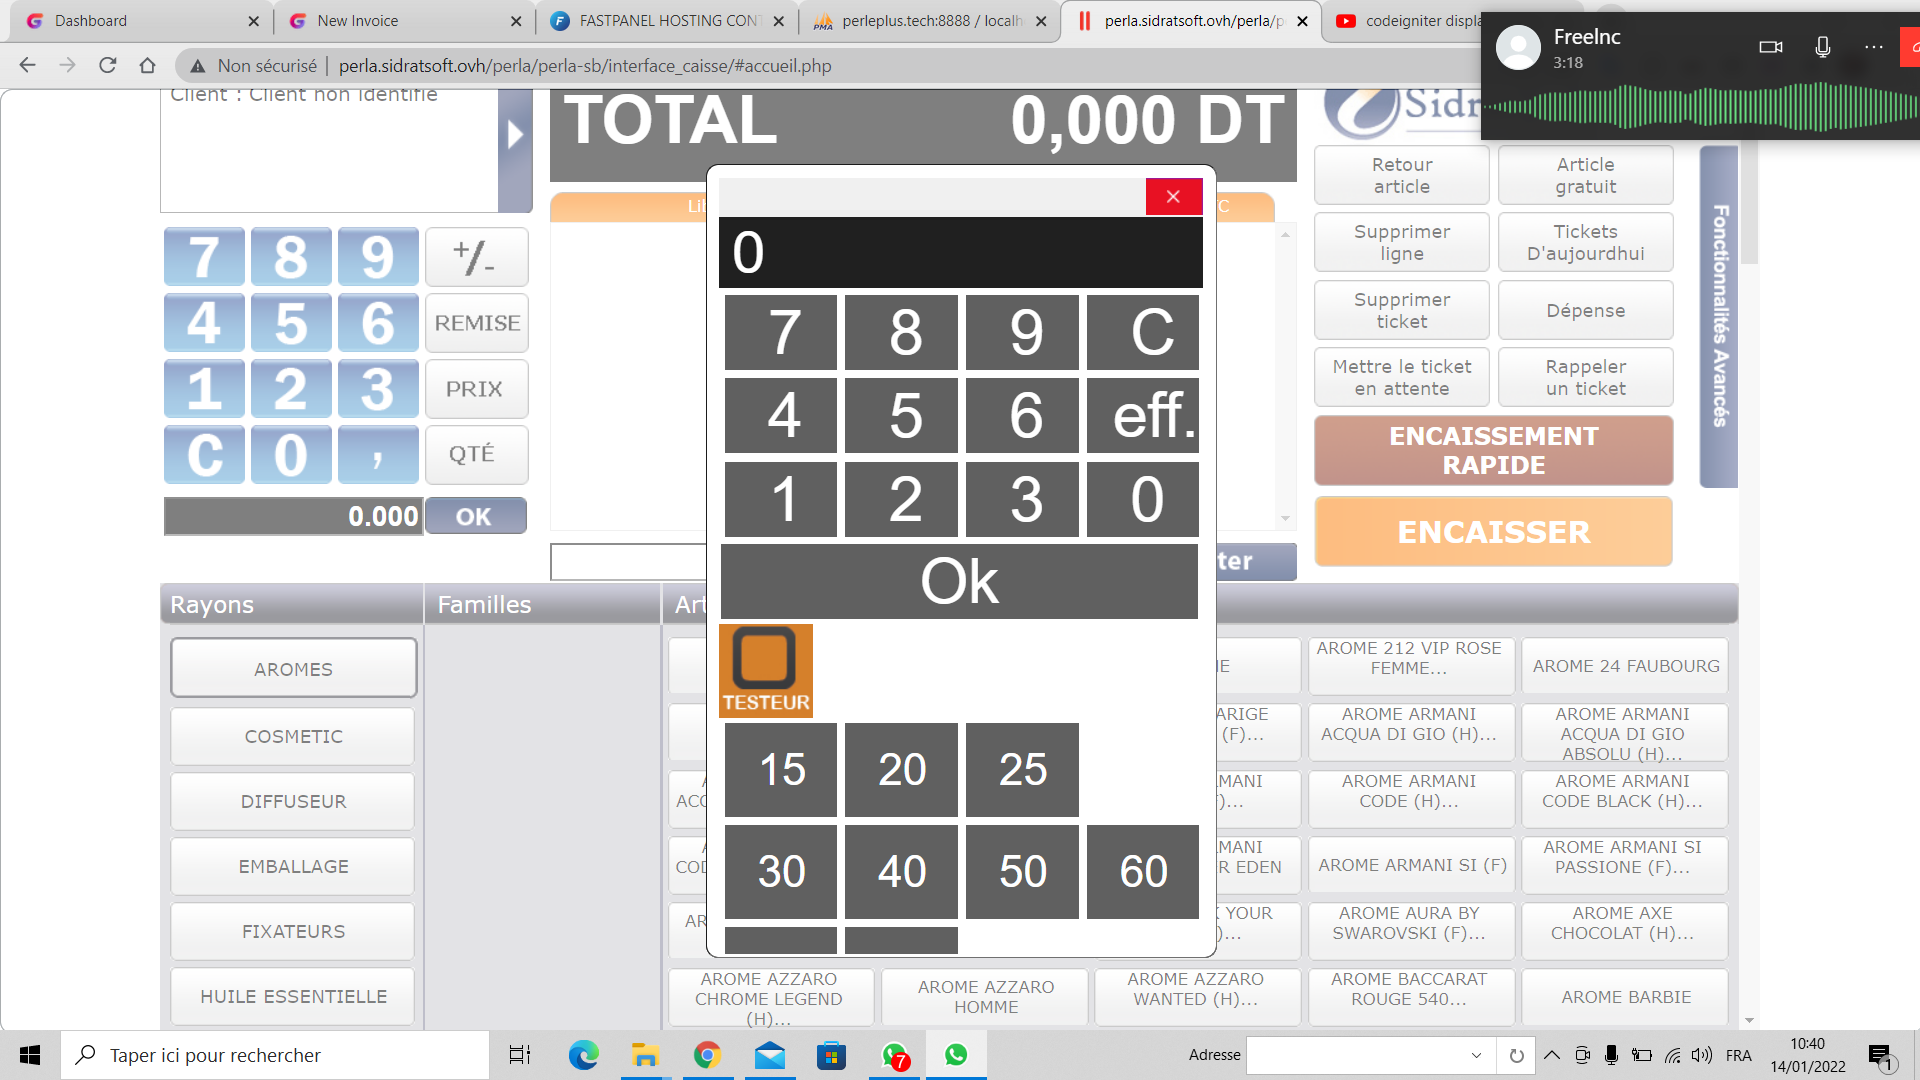 Dashboard
New Invoice
FASTPANEL HOSTING CONT
perleplus.tech:8888 / localh
perla.sidratsoft.ovh/perla/p
codeigniter displa
FreeInc
3:18
Non sécurisé
perla.sidratsoft.ovh/perla/perla-sb/interface_caisse/#accueil.php
Client : Client non identifié
TOTAL
0,000 DT
Sidr
Retour
article
Article
gratuit
Supprimer
ligne
Tickets
D'aujourdhui
Supprimer
ticket
Dépense
Mettre le ticket
en attente
Rappeler
un ticket
Fonctionnalités Avancés
ENCAISSEMENT
RAPIDE
ENCAISSER
7 8 9 +/-
4 5 6 REMISE
1 2 3 PRIX
C 0 , QTÉ
0.000 OK
Lib
C
ter
0
7 8 9 C
4 5 6 eff.
1 2 3 0
Ok
TESTEUR
15 20 25
30 40 50 60
Rayons
Familles
Art
AROMES
COSMETIC
DIFFUSEUR
EMBALLAGE
FIXATEURS
HUILE ESSENTIELLE
AROME 212 VIP ROSE
FEMME...
AROME 24 FAUBOURG
ARIGE
(F)...
AROME ARMANI
ACQUA DI GIO (H)...
AROME ARMANI
ACQUA DI GIO
ABSOLU (H)...
ACQ
MANI
)...
AROME ARMANI
CODE (H)...
AROME ARMANI
CODE BLACK (H)...
COD
MANI
R EDEN
AROME ARMANI SI (F)
AROME ARMANI SI
PASSIONE (F)...
AR
YOUR
)...
AROME AURA BY
SWAROVSKI (F)...
AROME AXE
CHOCOLAT (H)...
AROME AZZARO
CHROME LEGEND
(H)...
AROME AZZARO
HOMME
AROME AZZARO
WANTED (H)...
AROME BACCARAT
ROUGE 540...
AROME BARBIE
Taper ici pour rechercher
7
Adresse
FRA
10:40
14/01/2022
1